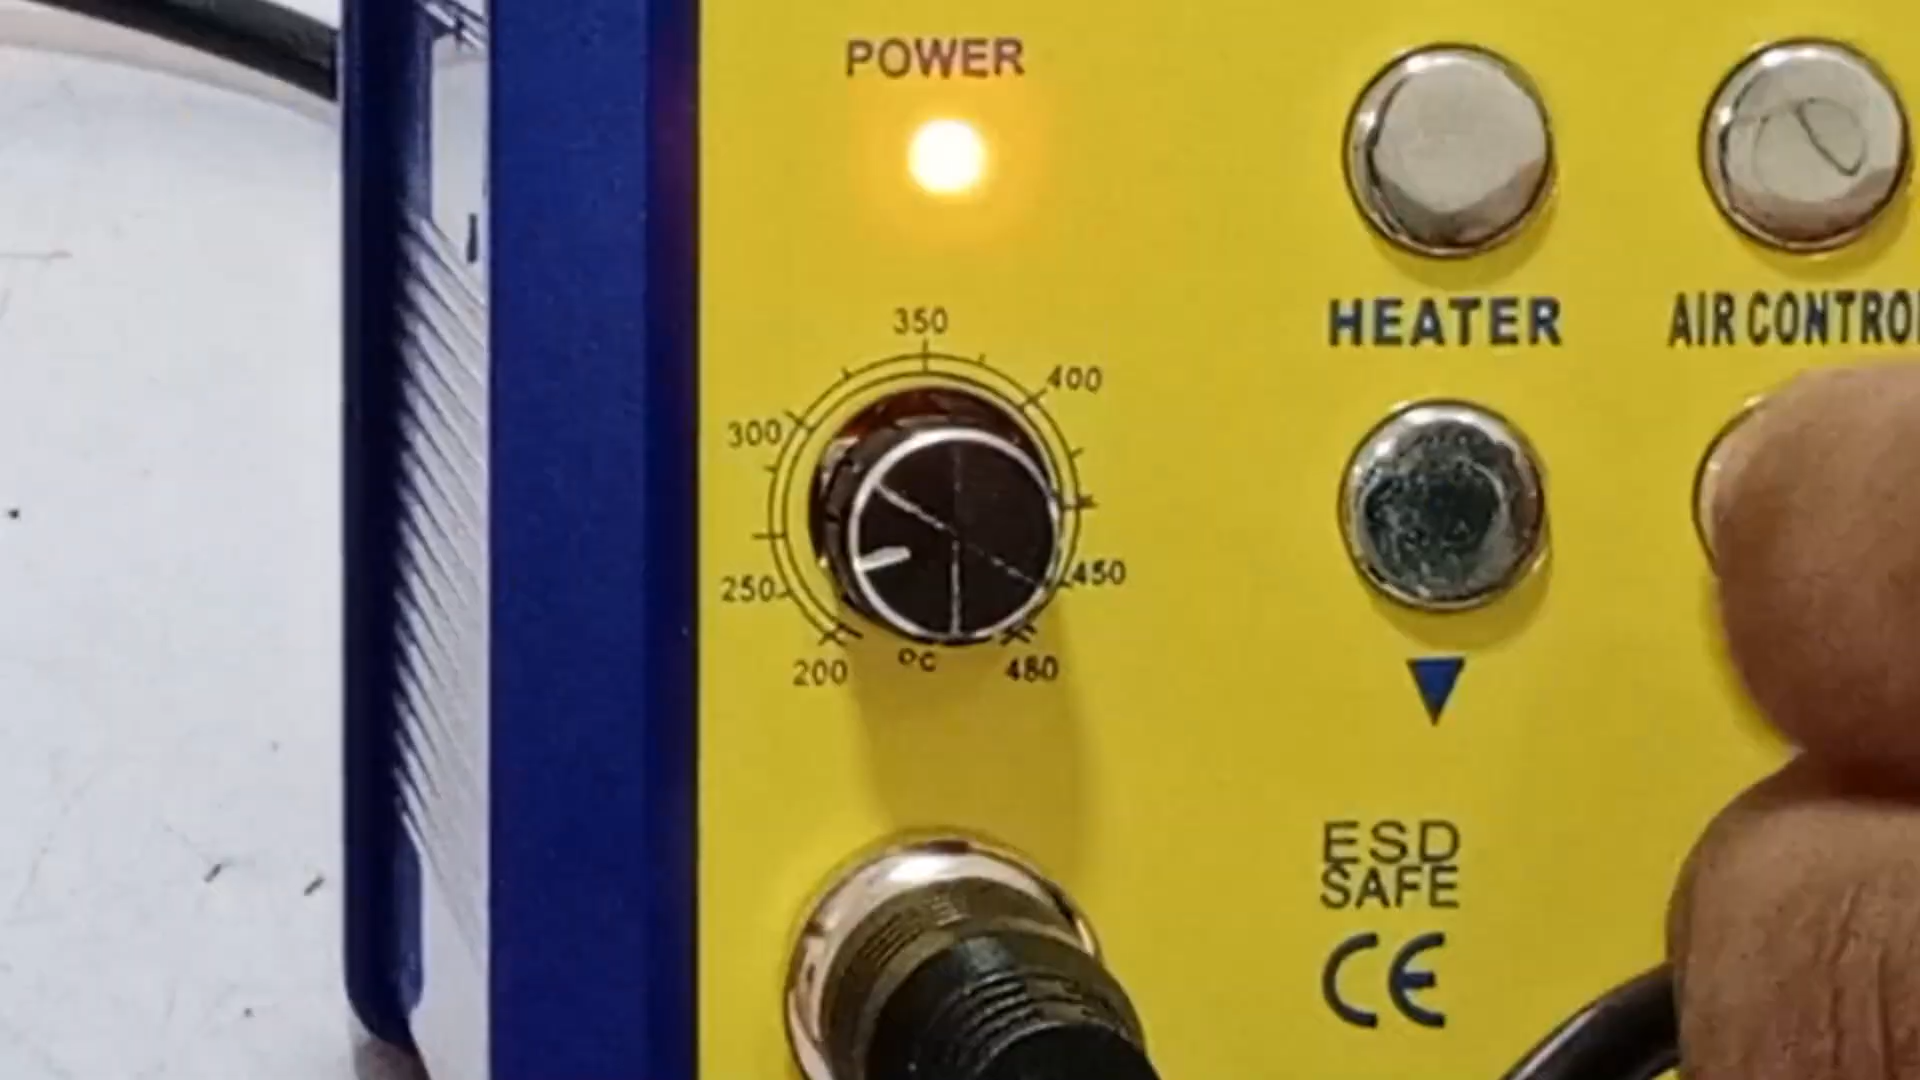 POWER
HEATER
AIR CONTRO
350
400
300
250
450
200
°C
480
ESD
SAFE
CE